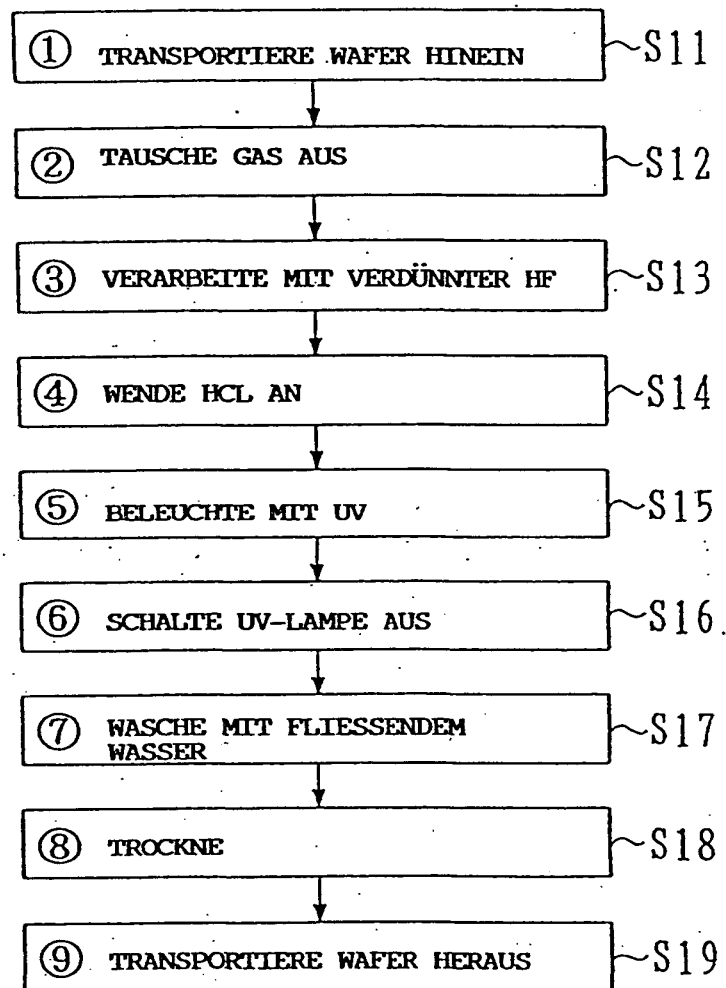 ① TRANSPORTIERE WAFER HINEIN ~S11
② TAUSCHE GAS AUS ~S12
③ VERARBEITE MIT VERDÜNNTER HF ~S13
④ WENDE HCL AN ~S14
⑤ BELEUCHTE MIT UV ~S15
⑥ SCHALTE UV-LAMPE AUS ~S16
⑦ WASCHE MIT FLIESSENDEM ~S17
WASSER
⑧ TROCKNE ~S18
⑨ TRANSPORTIERE WAFER HERAUS ~S19